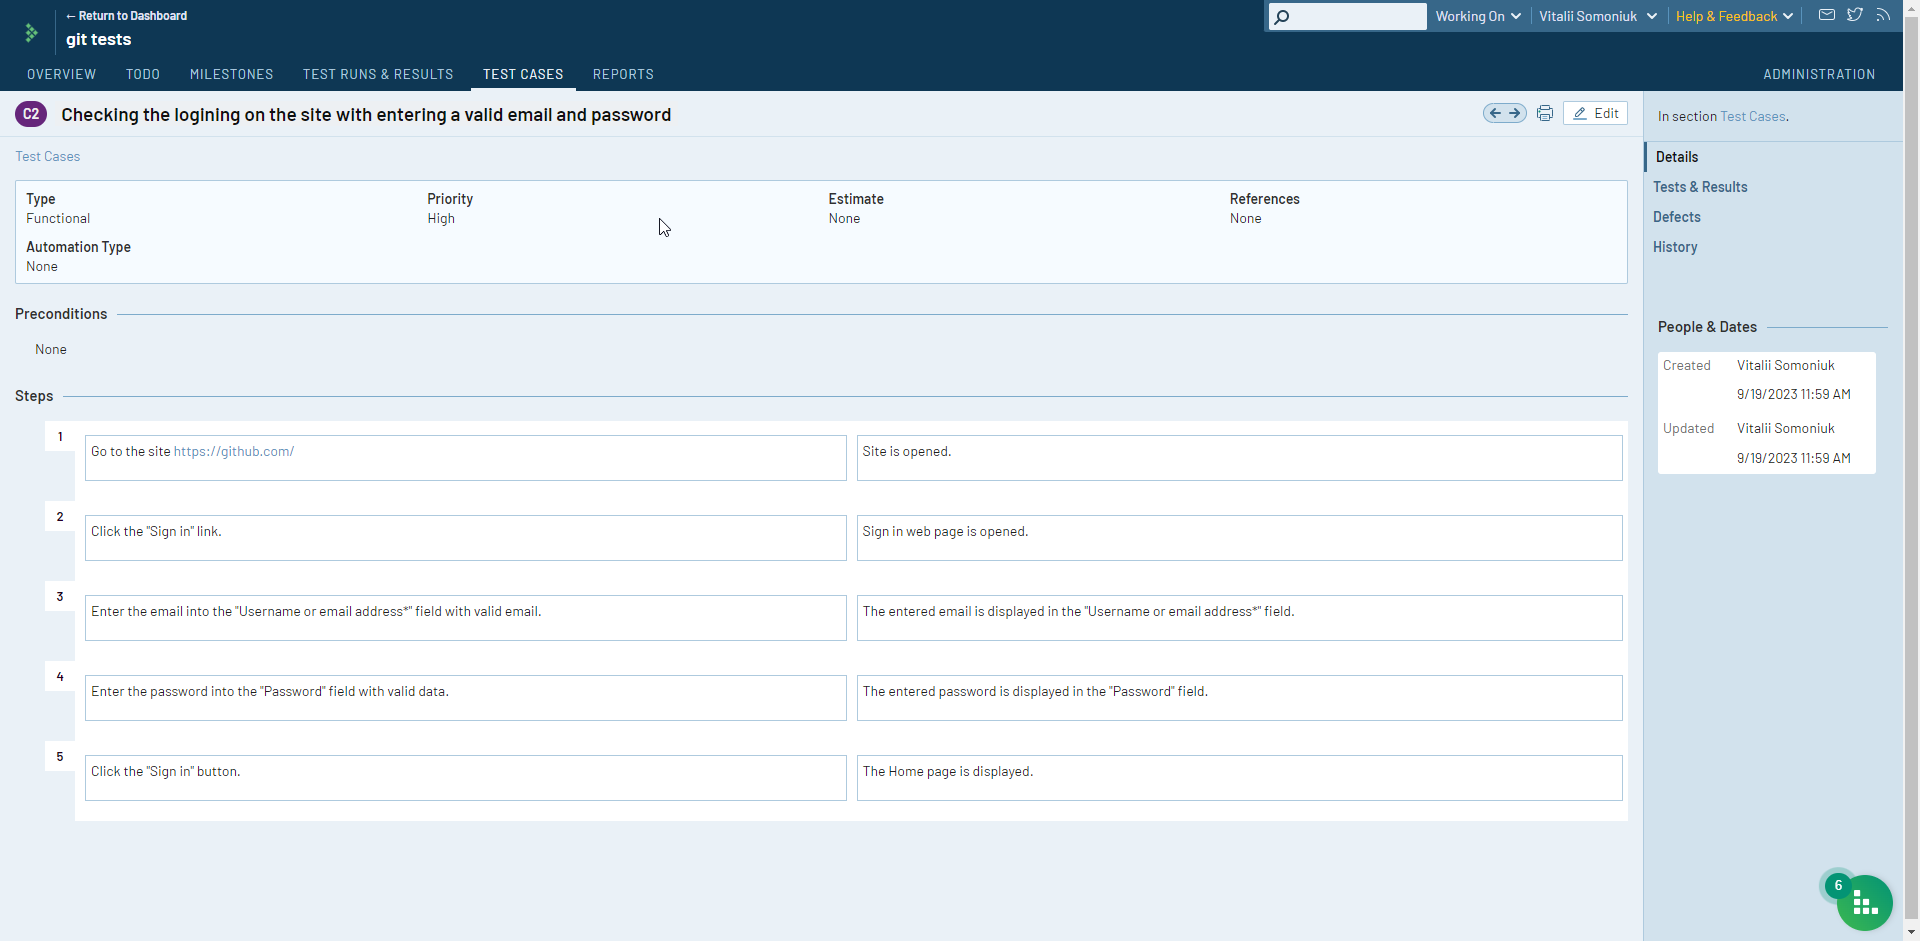 ← Return to Dashboard
git tests
Working On
Vitalii Somoniuk
Help & Feedback
OVERVIEW TODO MILESTONES TEST RUNS & RESULTS TEST CASES REPORTS ADMINISTRATION
C2 Checking the logining on the site with entering a valid email and password
Edit
In section Test Cases.
Test Cases
Type Priority Estimate References
Functional High None None
Automation Type
None
Preconditions
None
Steps
1 Go to the site https://github.com/ Site is opened.
2 Click the "Sign in" link. Sign in web page is opened.
3 Enter the email into the "Username or email address*" field with valid email. The entered email is displayed in the "Username or email address*" field.
4 Enter the password into the "Password" field with valid data. The entered password is displayed in the "Password" field.
5 Click the "Sign in" button. The Home page is displayed.
Details
Tests & Results
Defects
History
People & Dates
Created Vitalii Somoniuk
9/19/2023 11:59 AM
Updated Vitalii Somoniuk
9/19/2023 11:59 AM
6